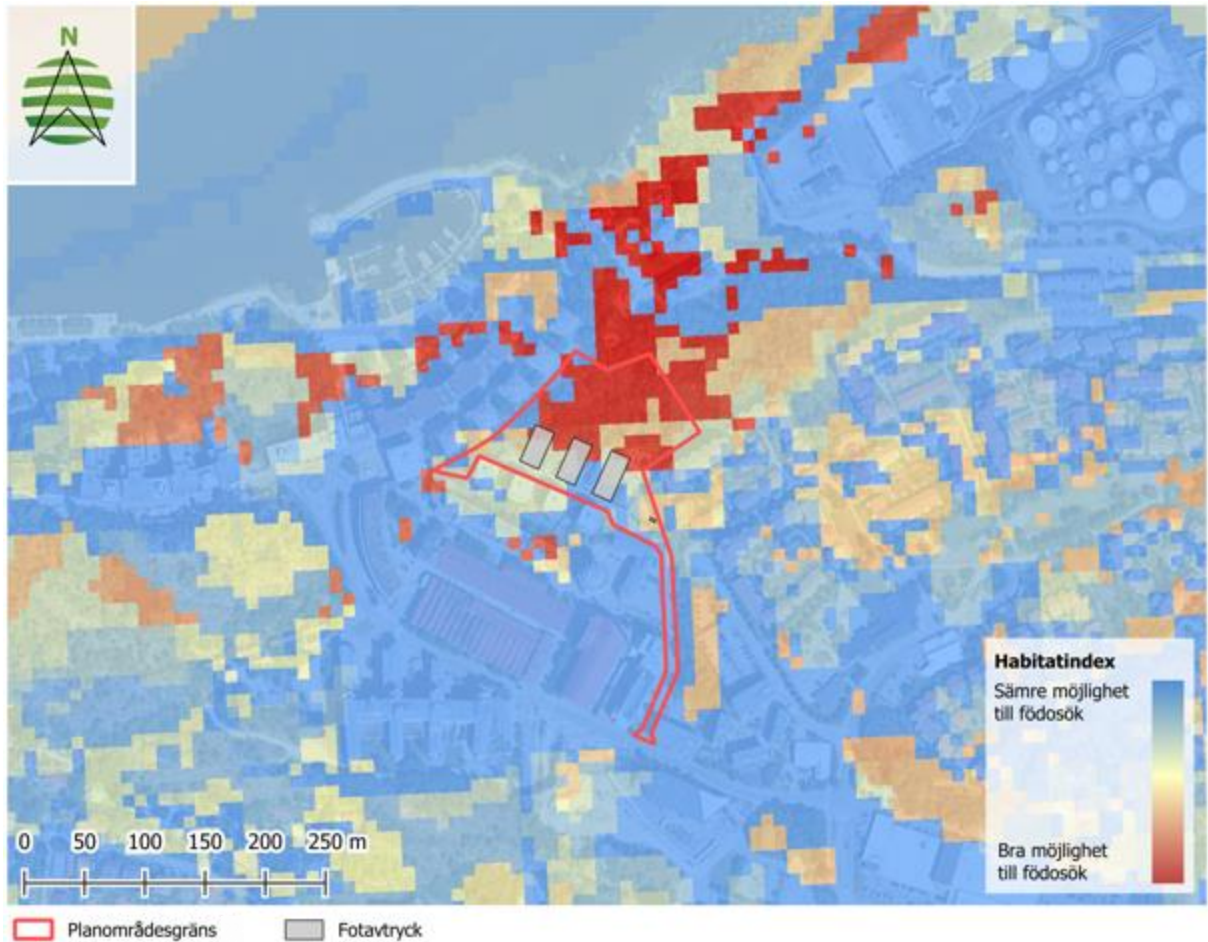 N
Habitatindex
Sämre möjlighet
till födosök
Bra möjlighet
till födosök
0 50 100 150 200 250 m
Planområdesgräns
Fotavtryck